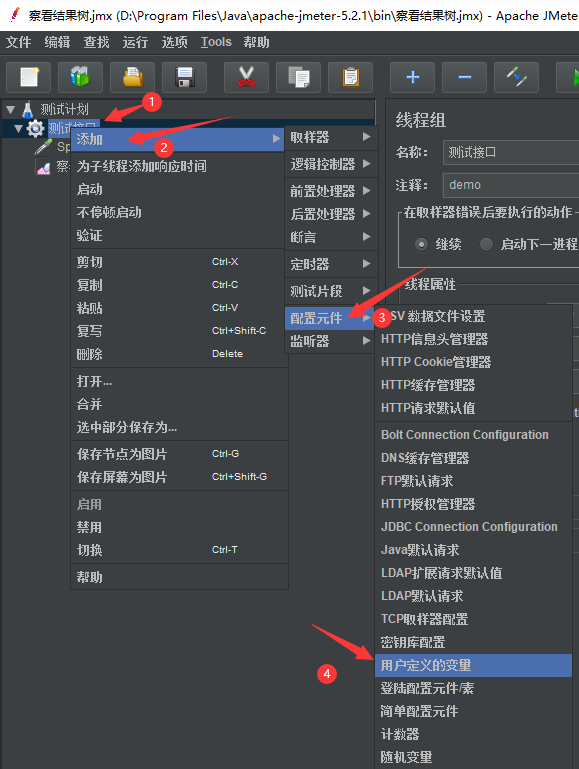 察看结果树.jmx (D:\Program Files\Java\apache-jmeter-5.2.1\bin\察看结果树.jmx) - Apache JMete
文件 编辑 查找 运行 选项 Tools 帮助
测试计划
测试接口
1
Sp
察
添加
2
为子线程添加响应时间
启动
不停顿启动
验证
剪切 Ctrl-X
复制 Ctrl-C
粘贴 Ctrl-V
复写 Ctrl+Shift-C
删除 Delete
打开...
合并
选中部分保存为...
保存节点为图片 Ctrl-G
保存屏幕为图片 Ctrl+Shift-G
启用
禁用
切换 Ctrl-T
帮助
取样器
逻辑控制器
前置处理器
后置处理器
断言
定时器
测试片段
配置元件
3
监听器
线程组
名称： 测试接口
注释： demo
在取样器错误后要执行的动作
继续 启动下一进程
线程属性
SV 数据文件设置
HTTP信息头管理器
HTTP Cookie管理器
HTTP缓存管理器
HTTP请求默认值
Bolt Connection Configuration
DNS缓存管理器
FTP默认请求
HTTP授权管理器
JDBC Connection Configuration
Java默认请求
LDAP扩展请求默认值
LDAP默认请求
TCP取样器配置
密钥库配置
用户定义的变量
4
登陆配置元件/素
简单配置元件
计数器
随机变量